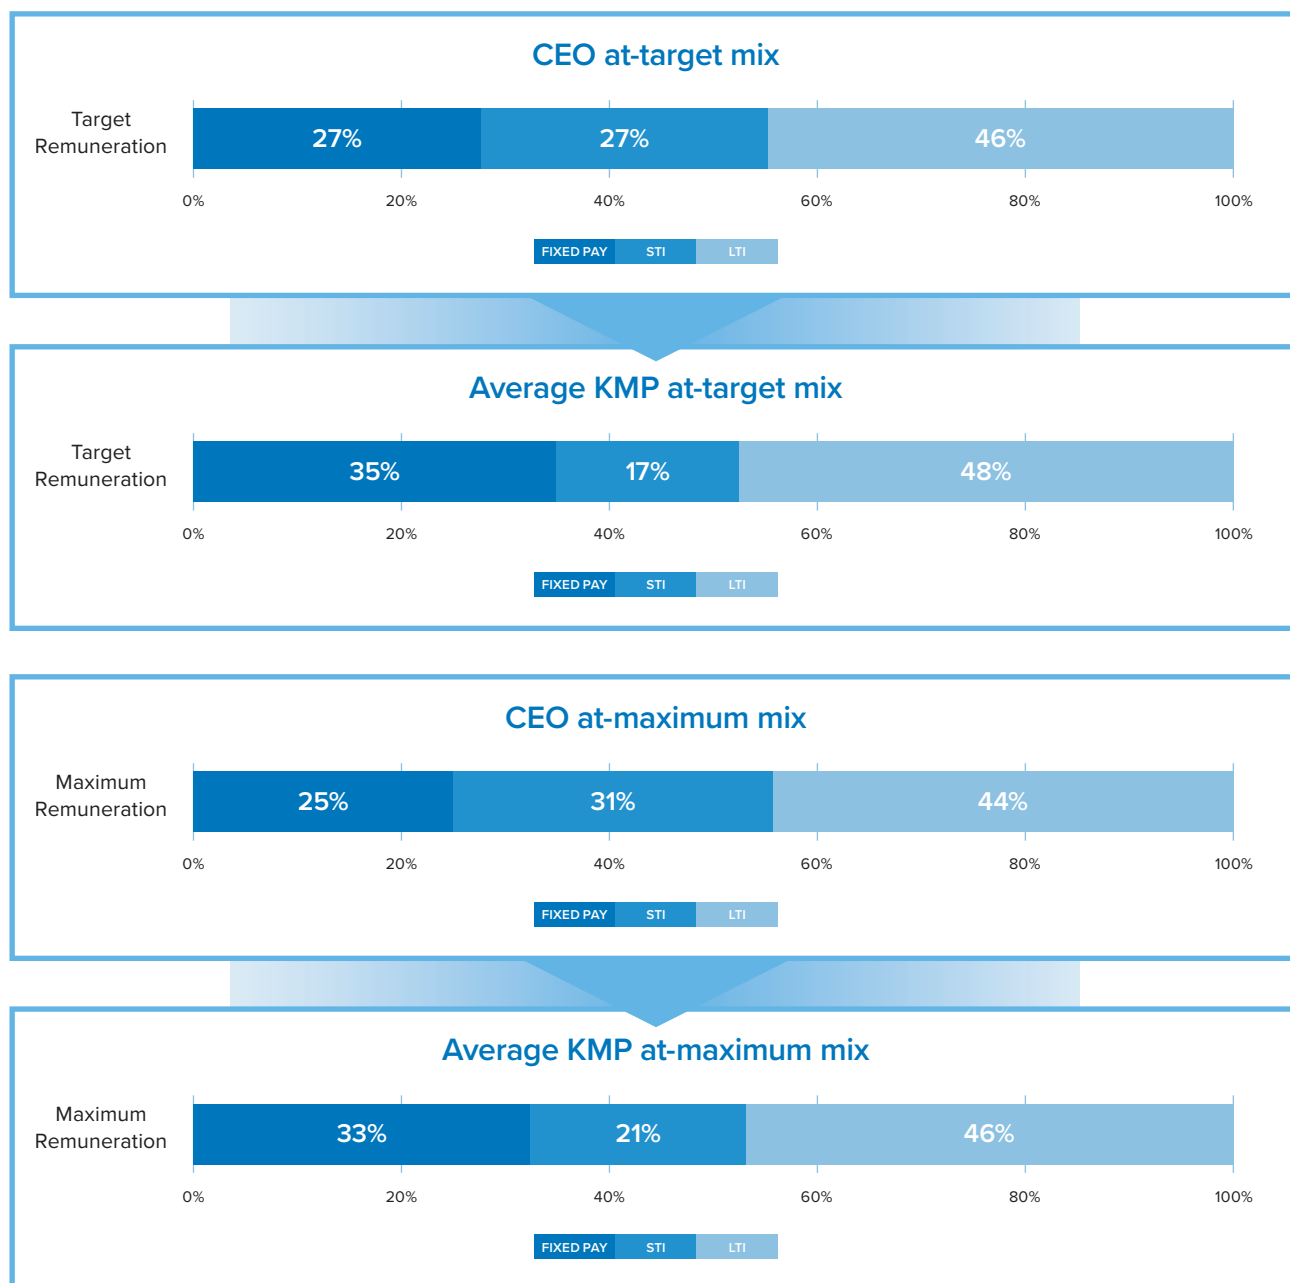 CEO at-target mix
Target
Remuneration
27% 27% 46%
0% 20% 40% 60% 80% 100%
FIXED PAY STI LTI
Average KMP at-target mix
Target
Remuneration
35% 17% 48%
0% 20% 40% 60% 80% 100%
FIXED PAY STI LTI
CEO at-maximum mix
Maximum
Remuneration
25% 31% 44%
0% 20% 40% 60% 80% 100%
FIXED PAY STI LTI
Average KMP at-maximum mix
Maximum
Remuneration
33% 21% 46%
0% 20% 40% 60% 80% 100%
FIXED PAY STI LTI